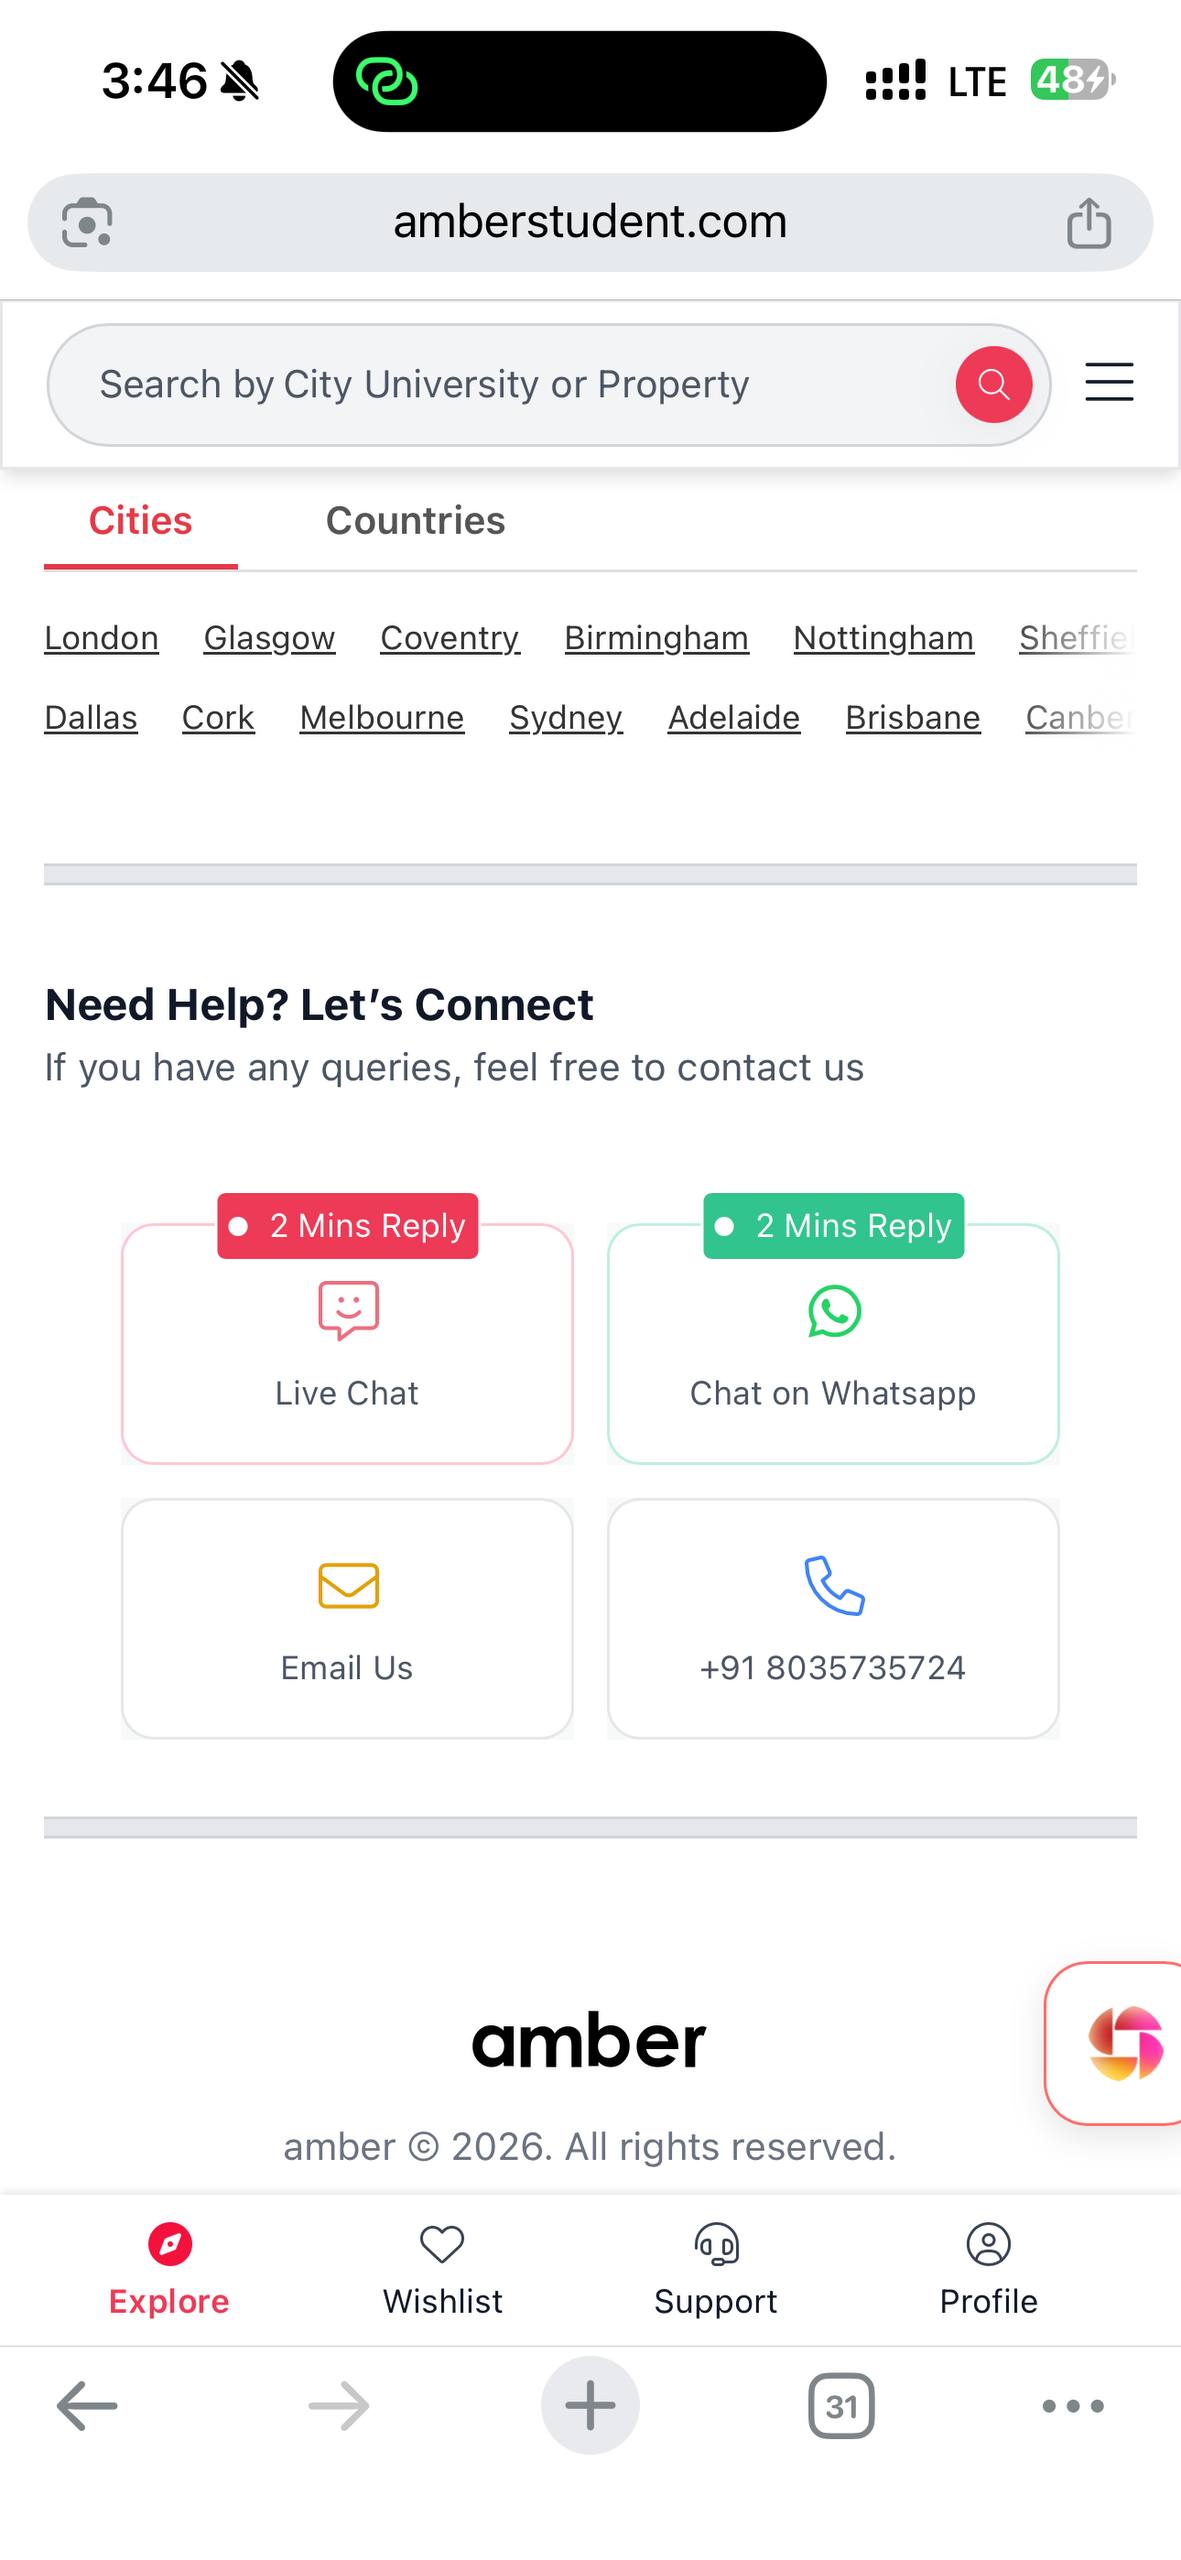 3:46 LTE 48
amberstudent.com
Search by City University or Property
Cities Countries
London Glasgow Coventry Birmingham Nottingham
Dallas Cork Melbourne Sydney Adelaide Brisbane
Need Help? Let’s Connect
If you have any queries, feel free to contact us
2 Mins Reply 2 Mins Reply
Live Chat Chat on Whatsapp
Email Us +91 8035735724
amber
amber © 2026. All rights reserved.
Explore Wishlist Support Profile
31